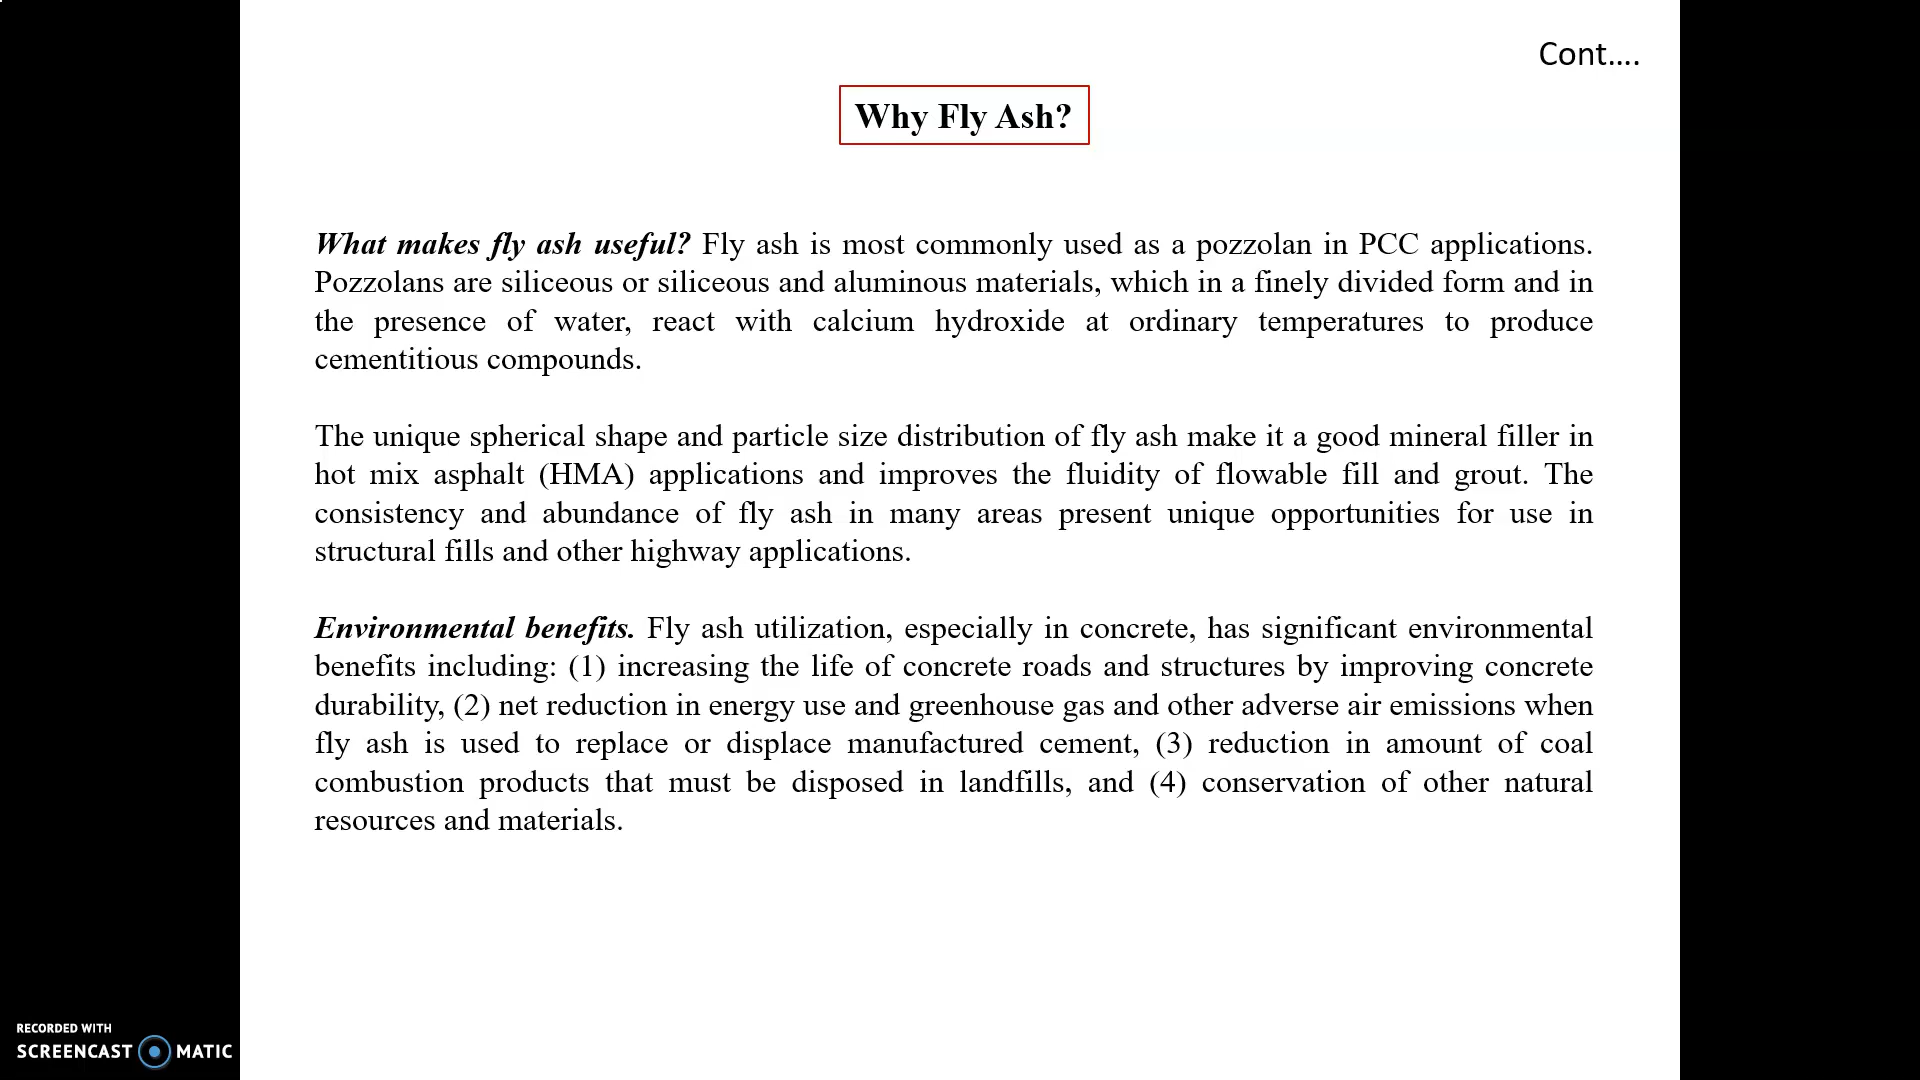 Cont....
Why Fly Ash?
What makes fly ash useful? Fly ash is most commonly used as a pozzolan in PCC applications.
Pozzolans are siliceous or siliceous and aluminous materials, which in a finely divided form and in
the presence of water, react with calcium hydroxide at ordinary temperatures to produce
cementitious compounds.
The unique spherical shape and particle size distribution of fly ash make it a good mineral filler in
hot mix asphalt (HMA) applications and improves the fluidity of flowable fill and grout. The
consistency and abundance of fly ash in many areas present unique opportunities for use in
structural fills and other highway applications.
Environmental benefits. Fly ash utilization, especially in concrete, has significant environmental
benefits including: (1) increasing the life of concrete roads and structures by improving concrete
durability, (2) net reduction in energy use and greenhouse gas and other adverse air emissions when
fly ash is used to replace or displace manufactured cement, (3) reduction in amount of coal
combustion products that must be disposed in landfills, and (4) conservation of other natural
resources and materials.
RECORDED WITH
SCREENCAST MATIC